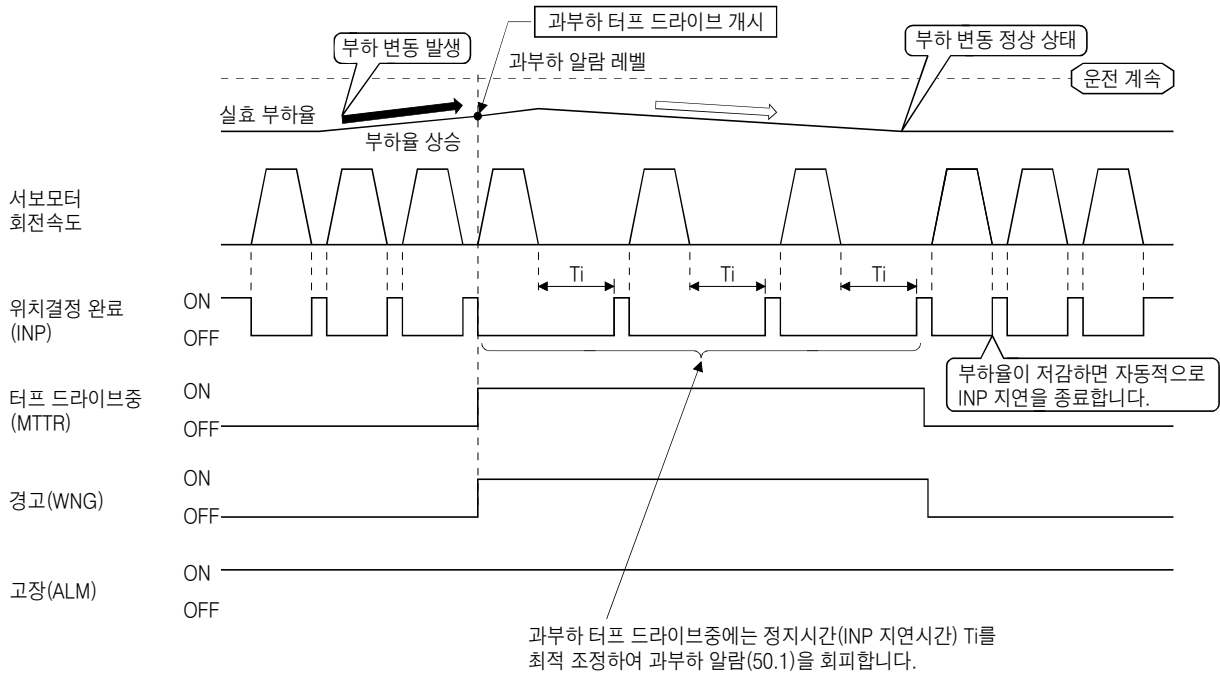 과부하 터프 드라이브 개시
부하 변동 발생
부하 변동 정상 상태
과부하 알람 레벨
운전 계속
실효 부하율
부하율 상승
서보모터
회전속도
Ti
Ti
Ti
위치결정 완료
(INP)
ON
OFF
부하율이 저감하면 자동적으로
INP 지연을 종료합니다.
터프 드라이브중
(MTTR)
ON
OFF
경고(WNG)
ON
OFF
고장(ALM)
ON
OFF
과부하 터프 드라이브중에는 정지시간(INP 지연시간) Ti를
최적 조정하여 과부하 알람(50.1)을 회피합니다.